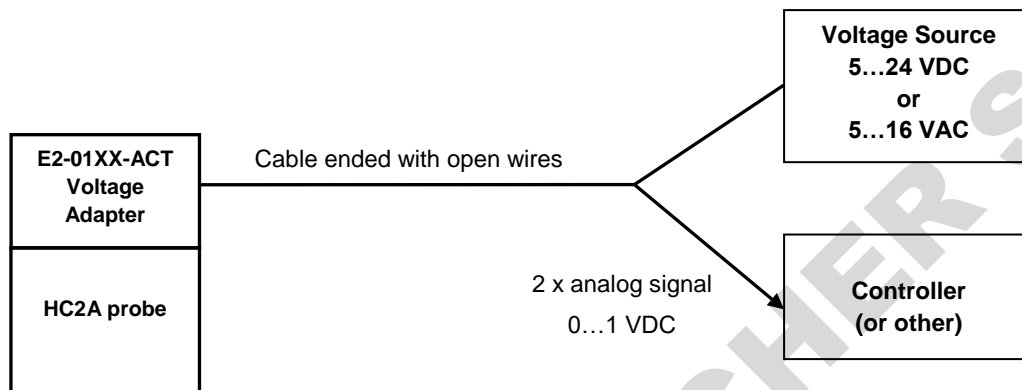 Voltage Source
5…24 VDC
or
5…16 VAC
E2-01XX-ACT
Voltage
Adapter
Cable ended with open wires
HC2A probe
2 x analog signal
0…1 VDC
Controller
(or other)